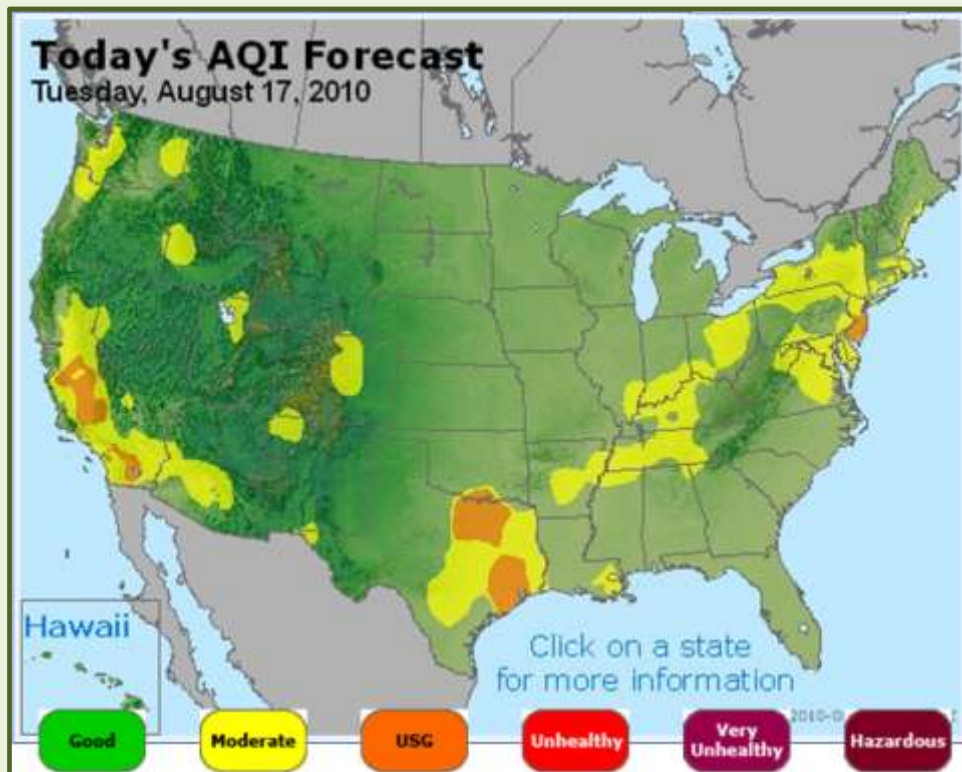 Today's AQI Forecast
Tuesday, August 17, 2010
Hawaii
Click on a state
for more information
Good
Moderate
USG
Unhealthy
Very
Unhealthy
Hazardous